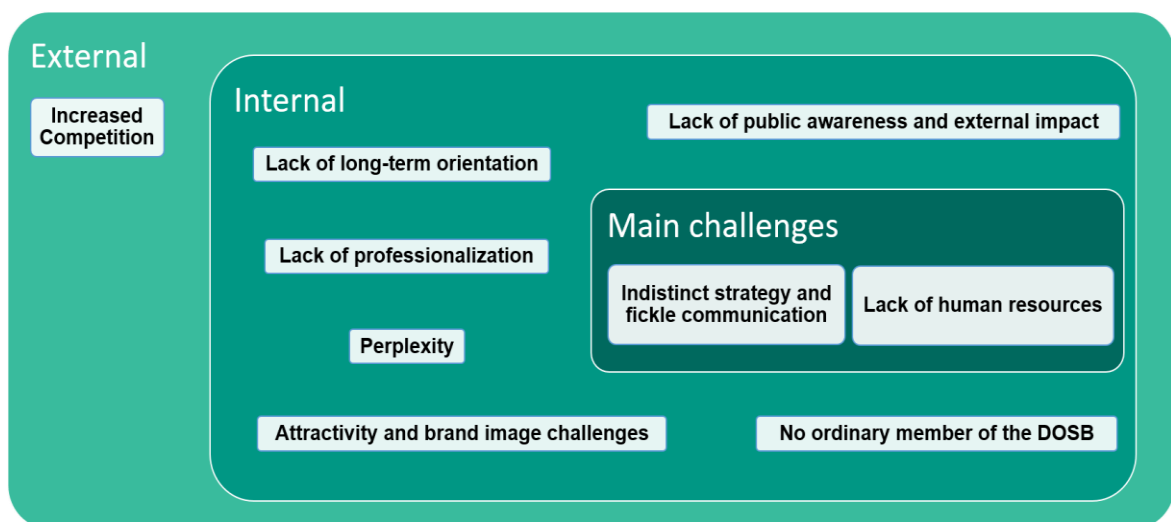 External
Increased
Competition
Internal
Lack of public awareness and external impact
Lack of long-term orientation
Main challenges
Lack of professionalization
Indistinct strategy and
fickle communication
Lack of human resources
Perplexity
Attractivity and brand image challenges
No ordinary member of the DOSB